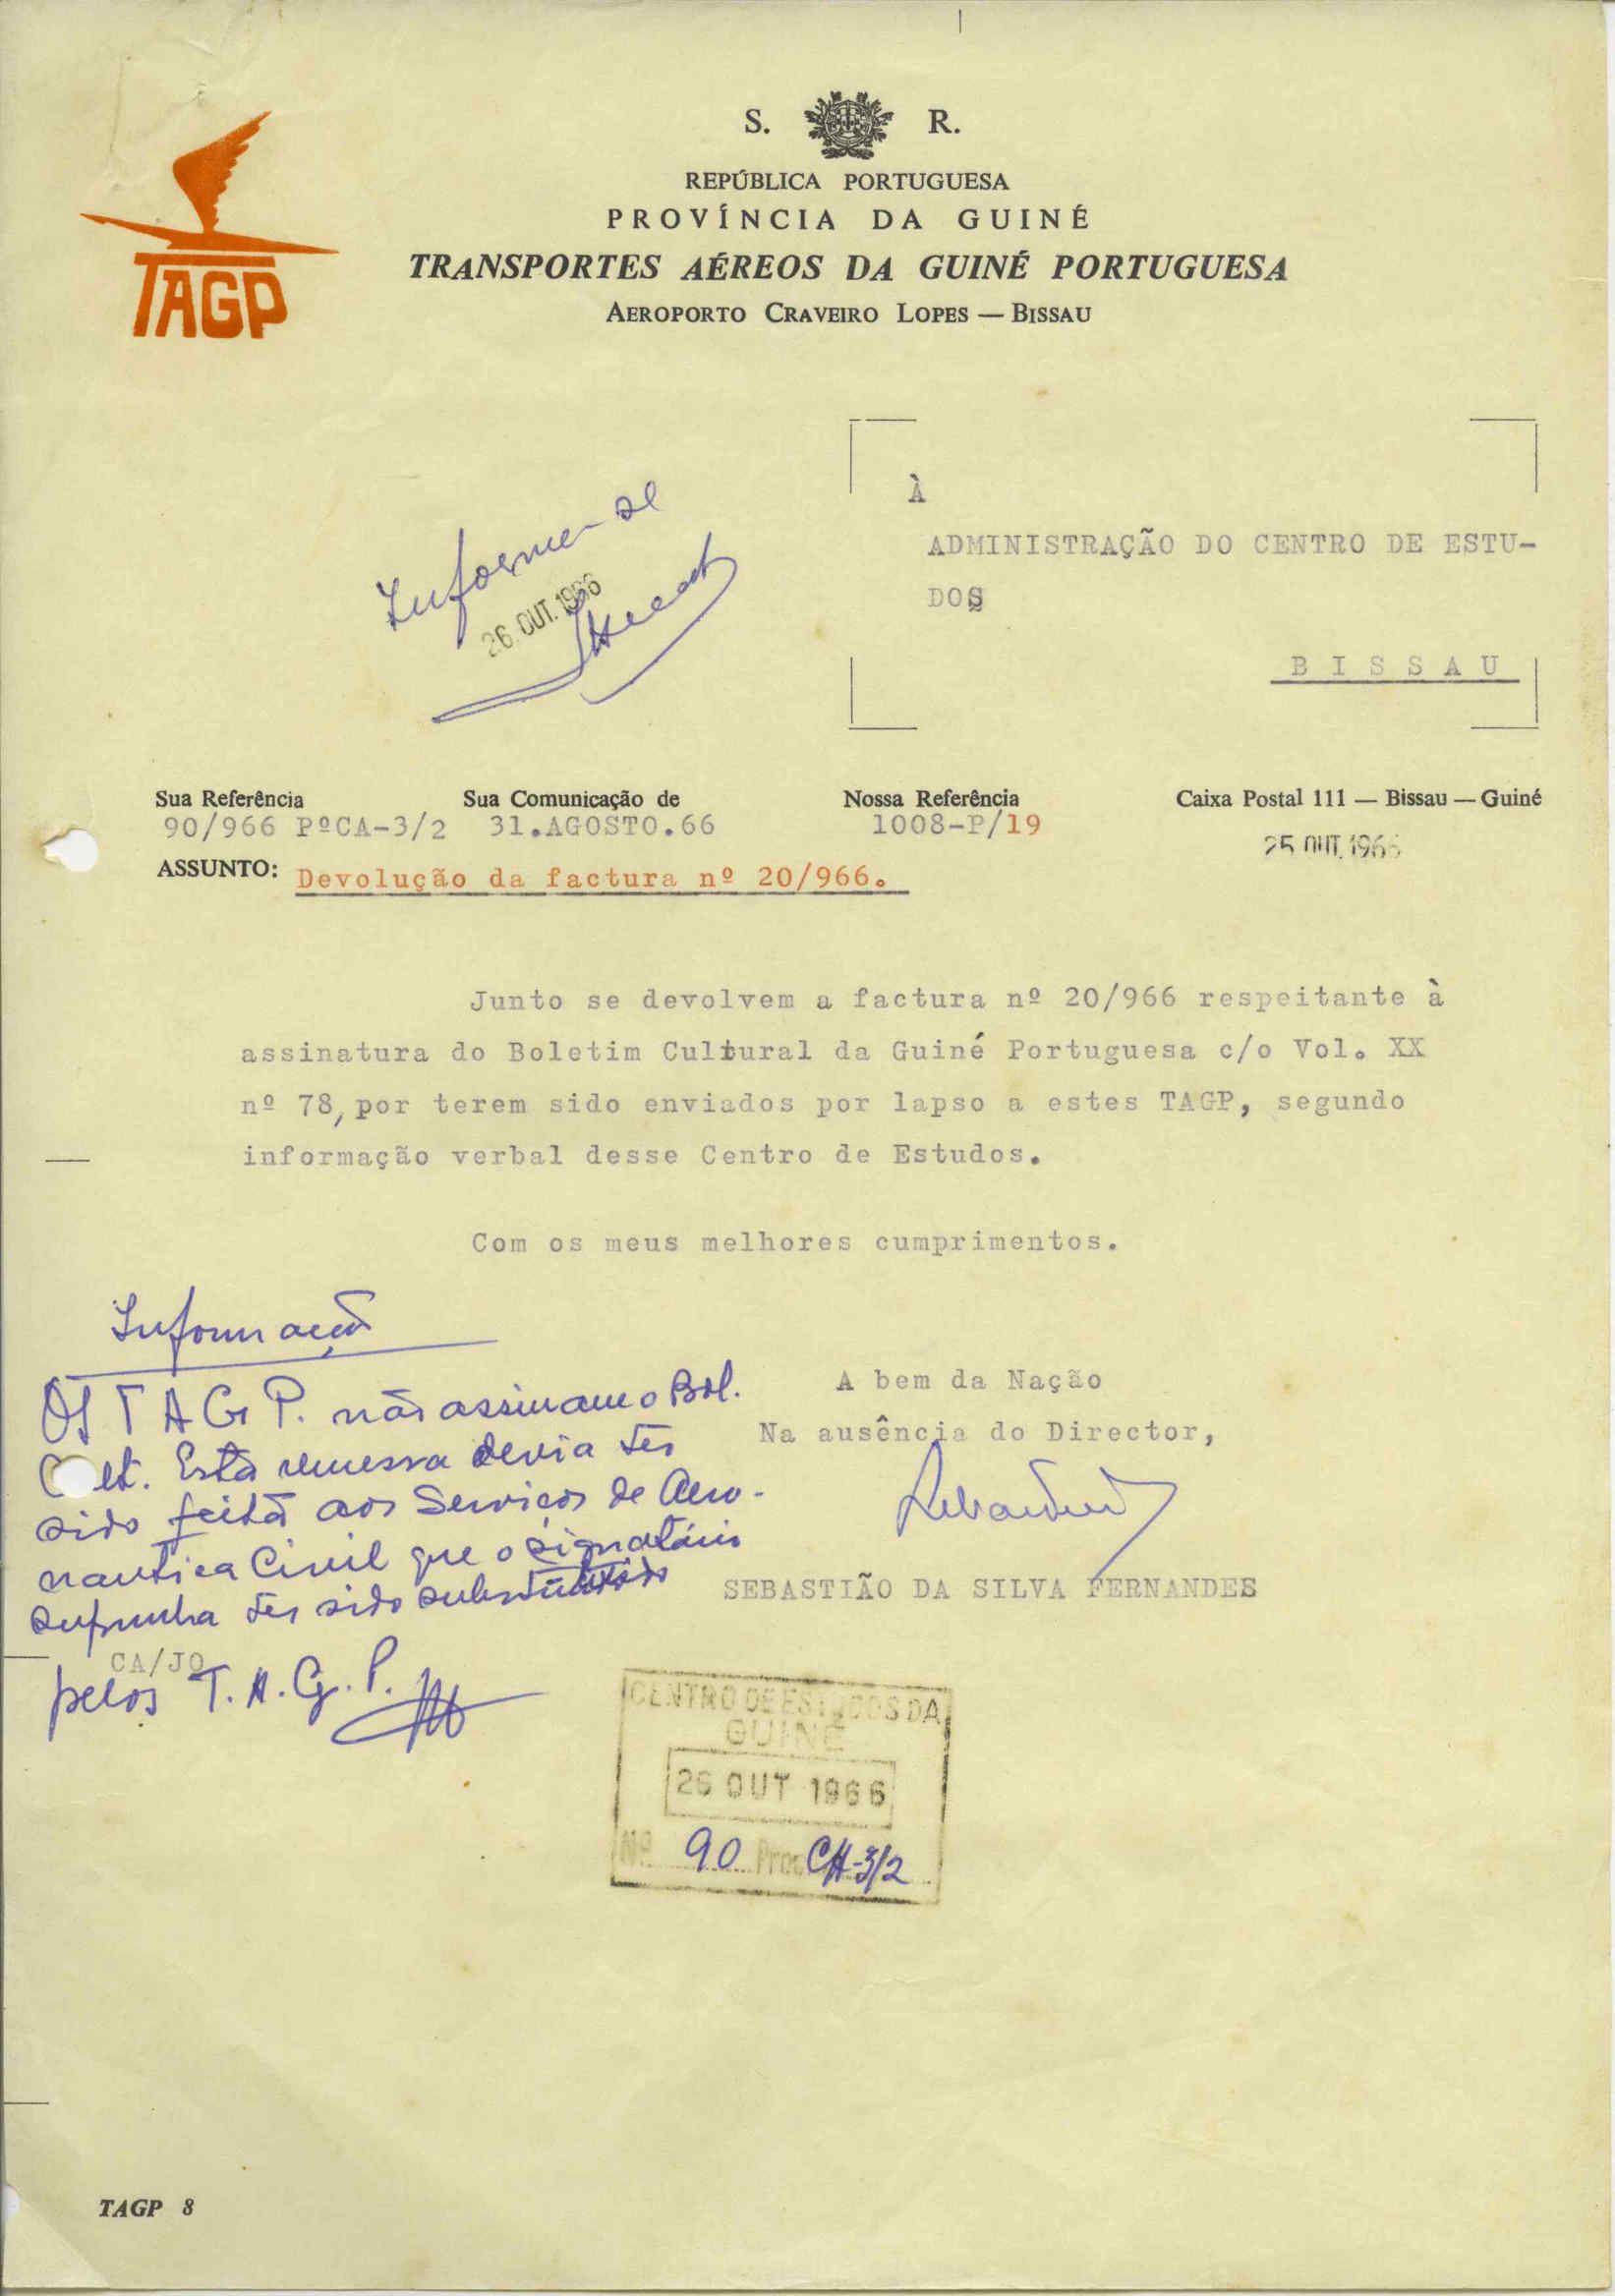 S. R.
REPÚBLICA PORTUGUESA
PROVÍNCIA DA GUINÉ
TRANSPORTES AÉREOS DA GUINÉ PORTUGUESA
AEROPORTO CRAVEIRO LOPES — BISSAU
TAGP
À
ADMINISTRAÇÃO DO CENTRO DE ESTU-
DOS
BISSAU
Informe-se
26. OUT. 1966
Sua Referência Sua Comunicação de Nossa Referência Caixa Postal 111 — Bissau — Guiné
90/966 PºCA-3/2 31.AGOSTO.66 1008-P/19
25 OUT. 1966
ASSUNTO: Devolução da factura nº 20/966.
Junto se devolvem a factura nº 20/966 respeitante à
assinatura do Boletim Cultural da Guiné Portuguesa c/o Vol. XX
nº 78, por terem sido enviados por lapso a estes TAGP, segundo
informação verbal desse Centro de Estudos.
Com os meus melhores cumprimentos.
A bem da Nação
Na ausência do Director,
SEBASTIÃO DA SILVA FERNANDES
Informação
Os T A G P. não assinam o Bol.
Cult. Esta remessa devia ter
sido feita aos Serviços de Aero-
nautica Civil que o signatário
supunha ter sido substituido
pelos T.A.G.P.
CA/JO
CENTRO DE ESTUDOS DA
GUINÉ
26 OUT 1966
Nº 90 Proc CA-3/2
TAGP 8